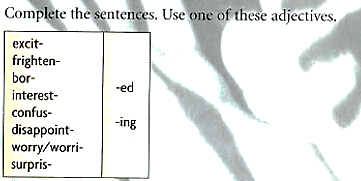 Complete the sentences. Use one of these adjectives.
excit-
frighten-
bor-
interest-
confus-
disappoint-
worry/worri-
surpris-
-ed
-ing